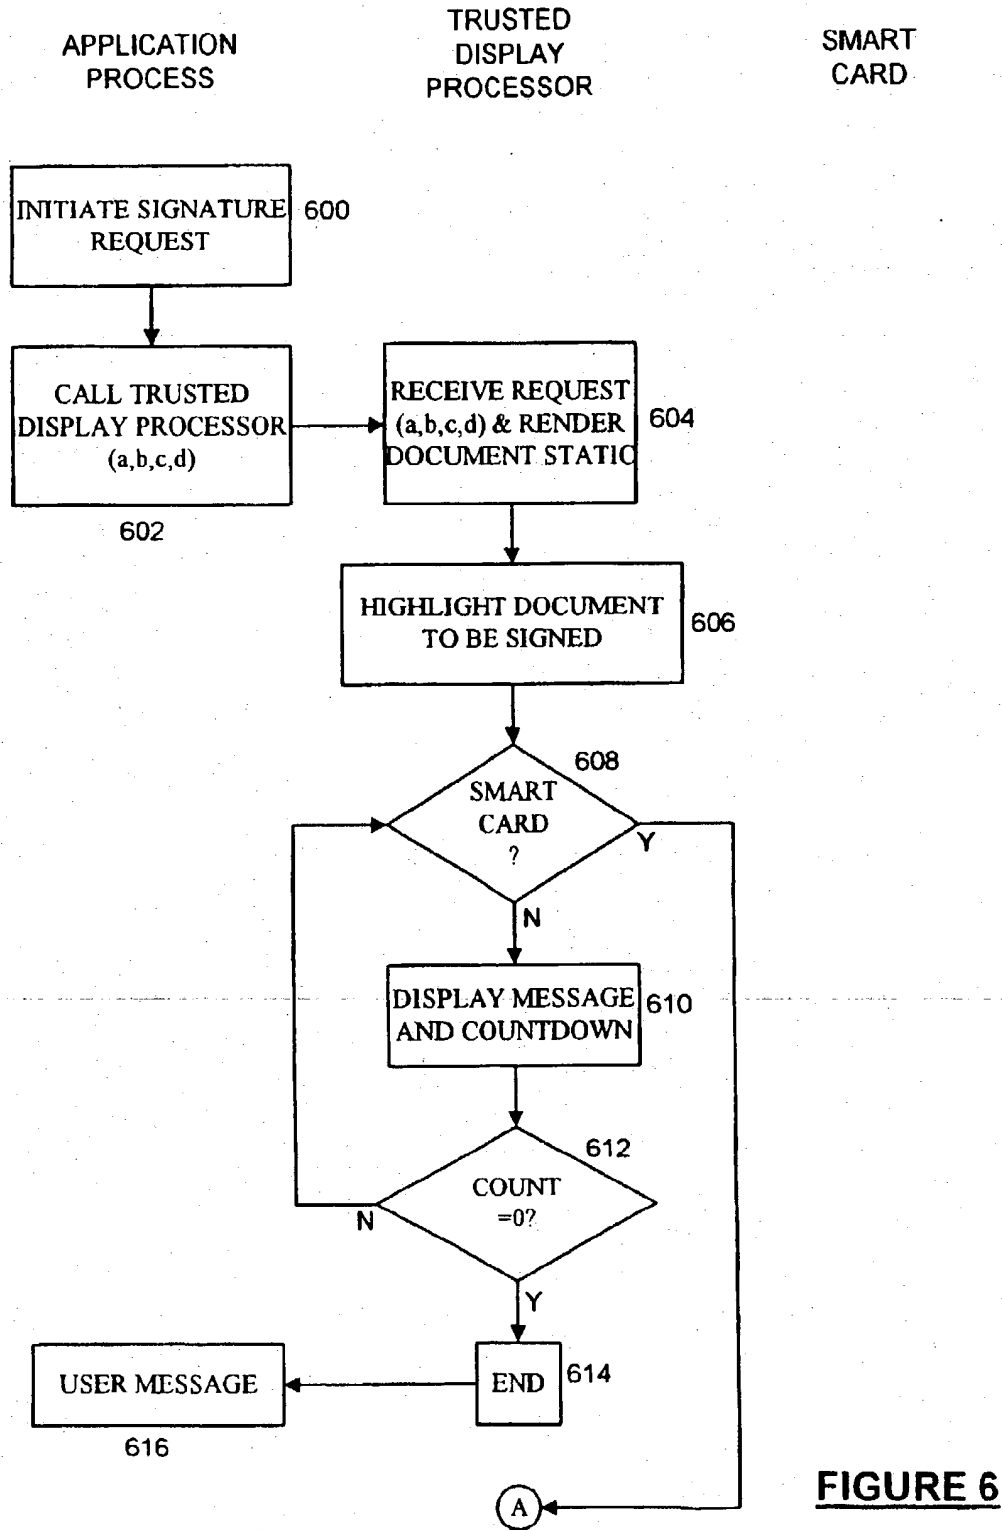 APPLICATION
PROCESS
TRUSTED
DISPLAY
PROCESSOR
SMART
CARD
INITIATE SIGNATURE
REQUEST
600
CALL TRUSTED
DISPLAY PROCESSOR
(a,b,c,d)
602
RECEIVE REQUEST
(a,b,c,d) & RENDER
DOCUMENT STATIC
604
HIGHLIGHT DOCUMENT
TO BE SIGNED
606
608
SMART
CARD
?
Y
N
DISPLAY MESSAGE
AND COUNTDOWN
610
612
COUNT
=0?
N
Y
END
614
USER MESSAGE
616
A
FIGURE 6